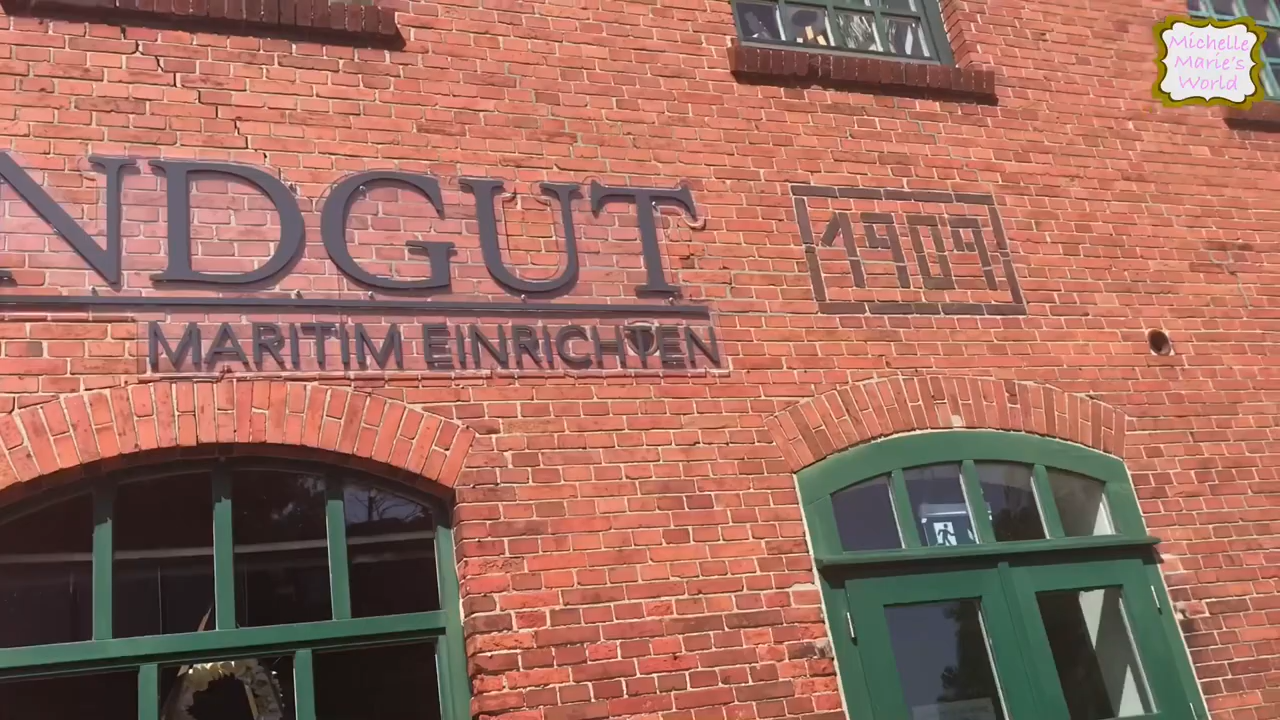 NDGUT
MARITIM EINRICHTEN
1909
Michelle
Marie's
World